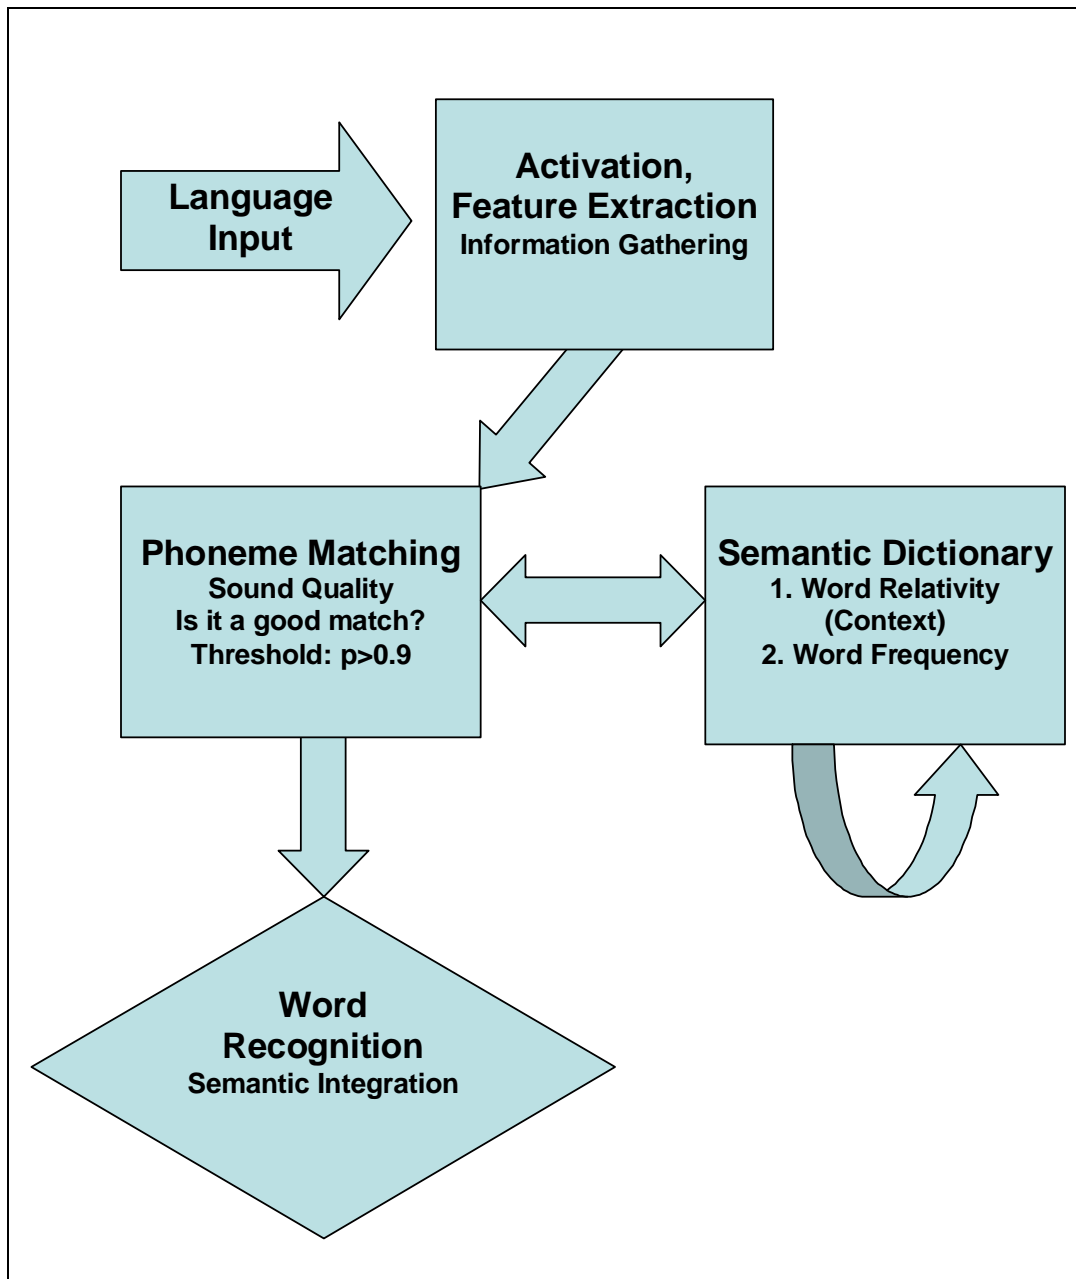 Language
Input
Activation,
Feature Extraction
Information Gathering
Phoneme Matching
Sound Quality
Is it a good match?
Threshold: p>0.9
Semantic Dictionary
1. Word Relativity
(Context)
2. Word Frequency
Word
Recognition
Semantic Integration